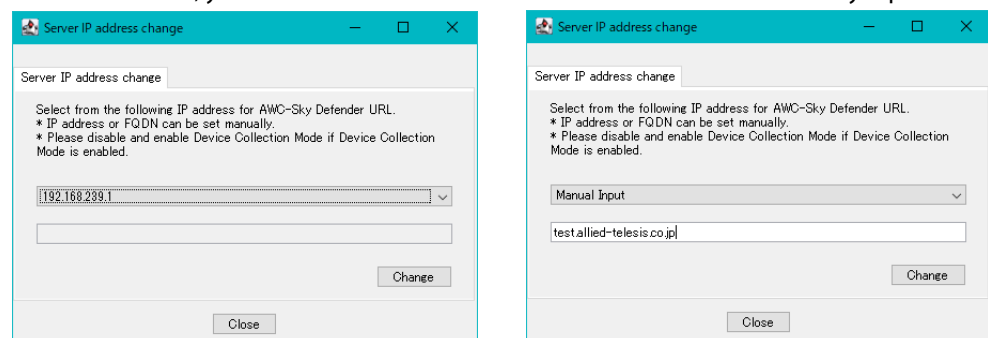 Server IP address change
Server IP address change
Select from the following IP address for AWC-Sky Defender URL.
* IP address or FQDN can be set manually.
* Please disable and enable Device Collection Mode if Device Collection
Mode is enabled.
192.168.239.1
Change
Close
Server IP address change
Server IP address change
Select from the following IP address for AWC-Sky Defender URL.
* IP address or FQDN can be set manually.
* Please disable and enable Device Collection Mode if Device Collection
Mode is enabled.
Manual Input
test.allied-telesis.co.jp
Change
Close